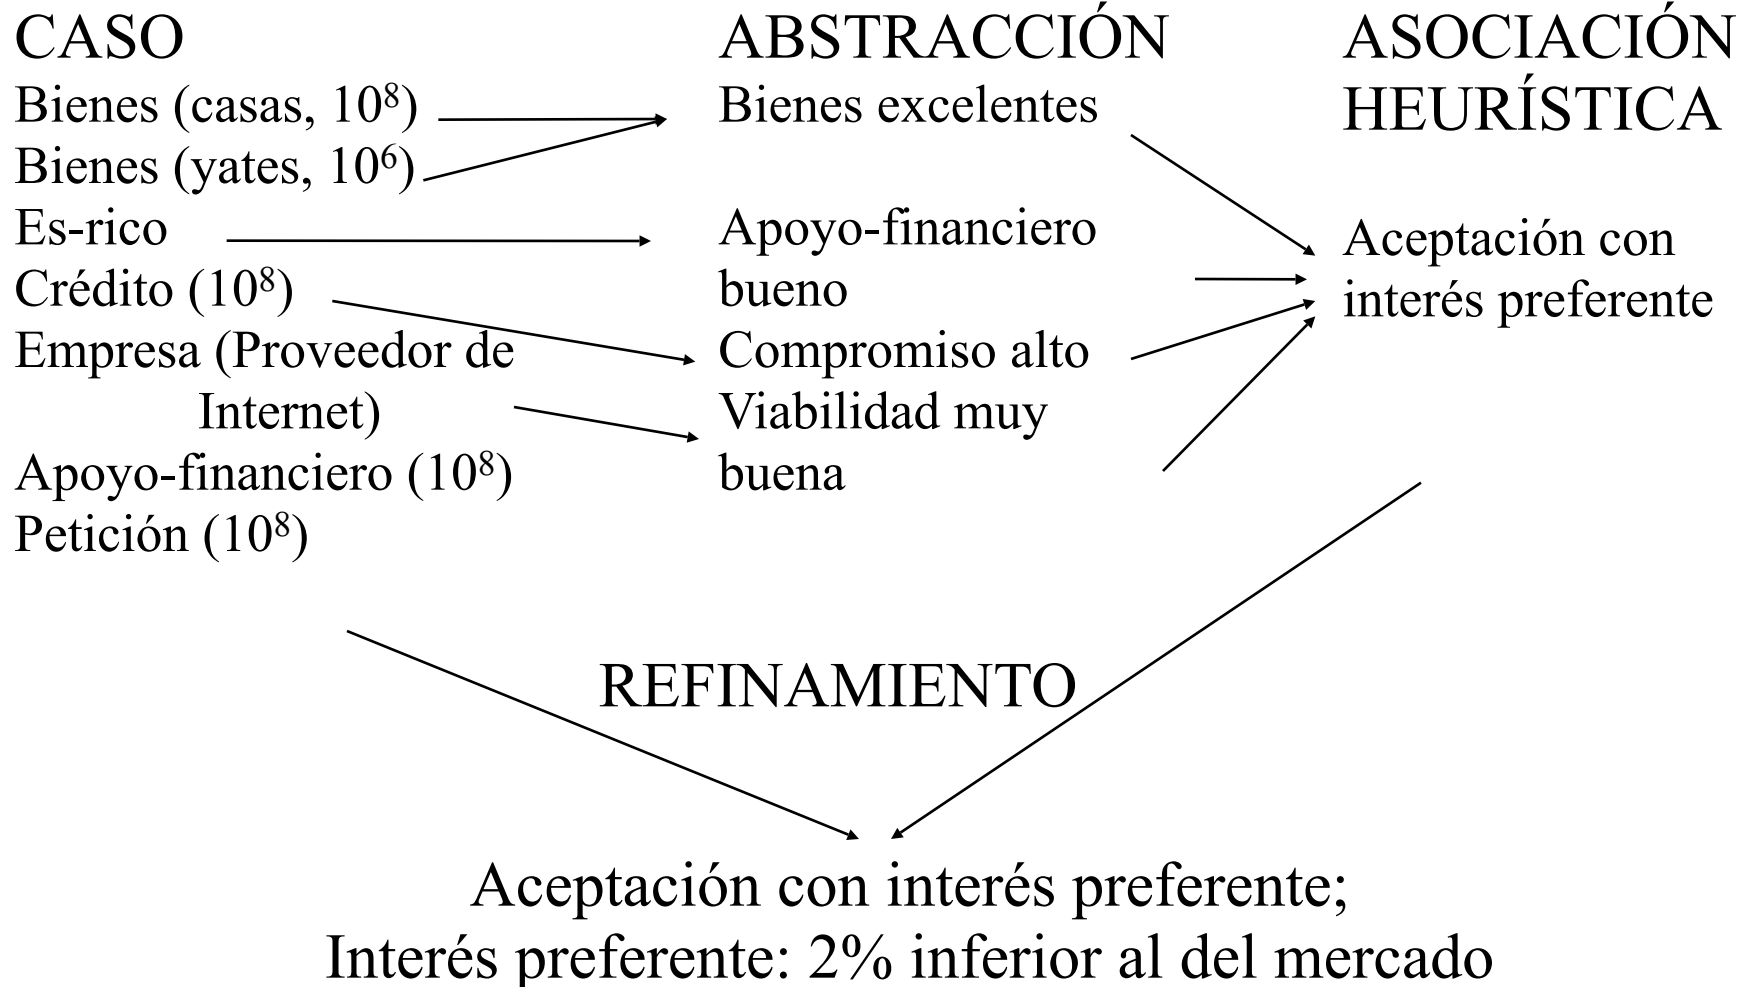 CASO
Bienes (casas, 10⁸)
Bienes (yates, 10⁶)
Es-rico
Crédito (10⁸)
Empresa (Proveedor de
Internet)
Apoyo-financiero (10⁸)
Petición (10⁸)
ABSTRACCIÓN
Bienes excelentes
Apoyo-financiero
bueno
Compromiso alto
Viabilidad muy
buena
ASOCIACIÓN
HEURÍSTICA
Aceptación con
interés preferente
REFINAMIENTO
Aceptación con interés preferente;
Interés preferente: 2% inferior al del mercado